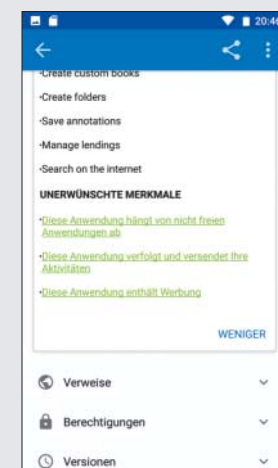 20:46
•Create custom books
•Create folders
•Save annotations
•Manage lendings
•Search on the internet
UNERWÜNSCHTE MERKMALE
•Diese Anwendung hängt von nicht freien
Anwendungen ab
•Diese Anwendung verfolgt und versendet Ihre
Aktivitäten
•Diese Anwendung enthält Werbung
WENIGER
Verweise
Berechtigungen
Versionen